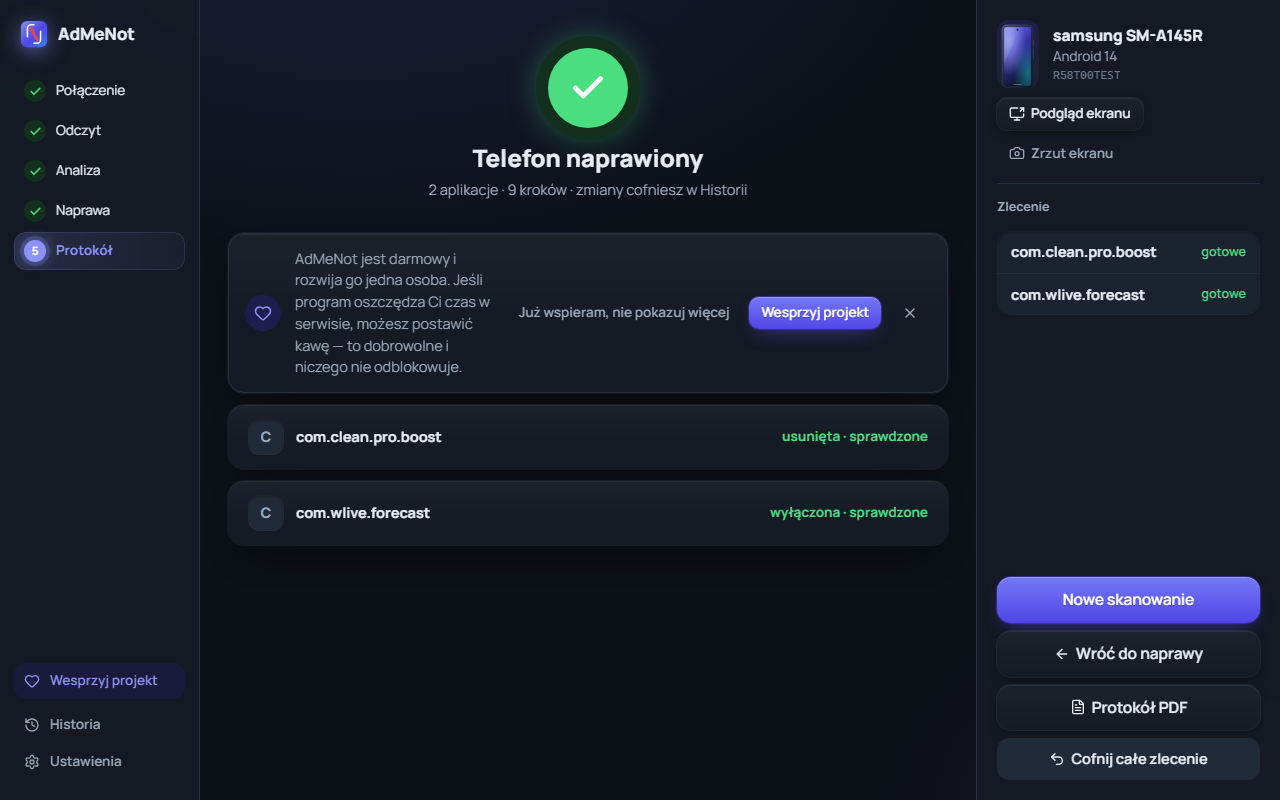 AdMeNot
Połączenie
Odczyt
Analiza
Naprawa
5 Protokół
Wesprzyj projekt
Historia
Ustawienia
Telefon naprawiony
2 aplikacje · 9 kroków · zmiany cofniesz w Historii
AdMeNot jest darmowy i
rozwija go jedna osoba. Jeśli
program oszczędza Ci czas w
serwisie, możesz postawić
kawę — to dobrowolne i
niczego nie odblokowuje.
Już wspieram, nie pokazuj więcej
Wesprzyj projekt
C com.clean.pro.boost usunięta · sprawdzone
C com.wlive.forecast wyłączona · sprawdzone
samsung SM-A145R
Android 14
R58T00TEST
Podgląd ekranu
Zrzut ekranu
Zlecenie
com.clean.pro.boost gotowe
com.wlive.forecast gotowe
Nowe skanowanie
Wróć do naprawy
Protokół PDF
Cofnij całe zlecenie